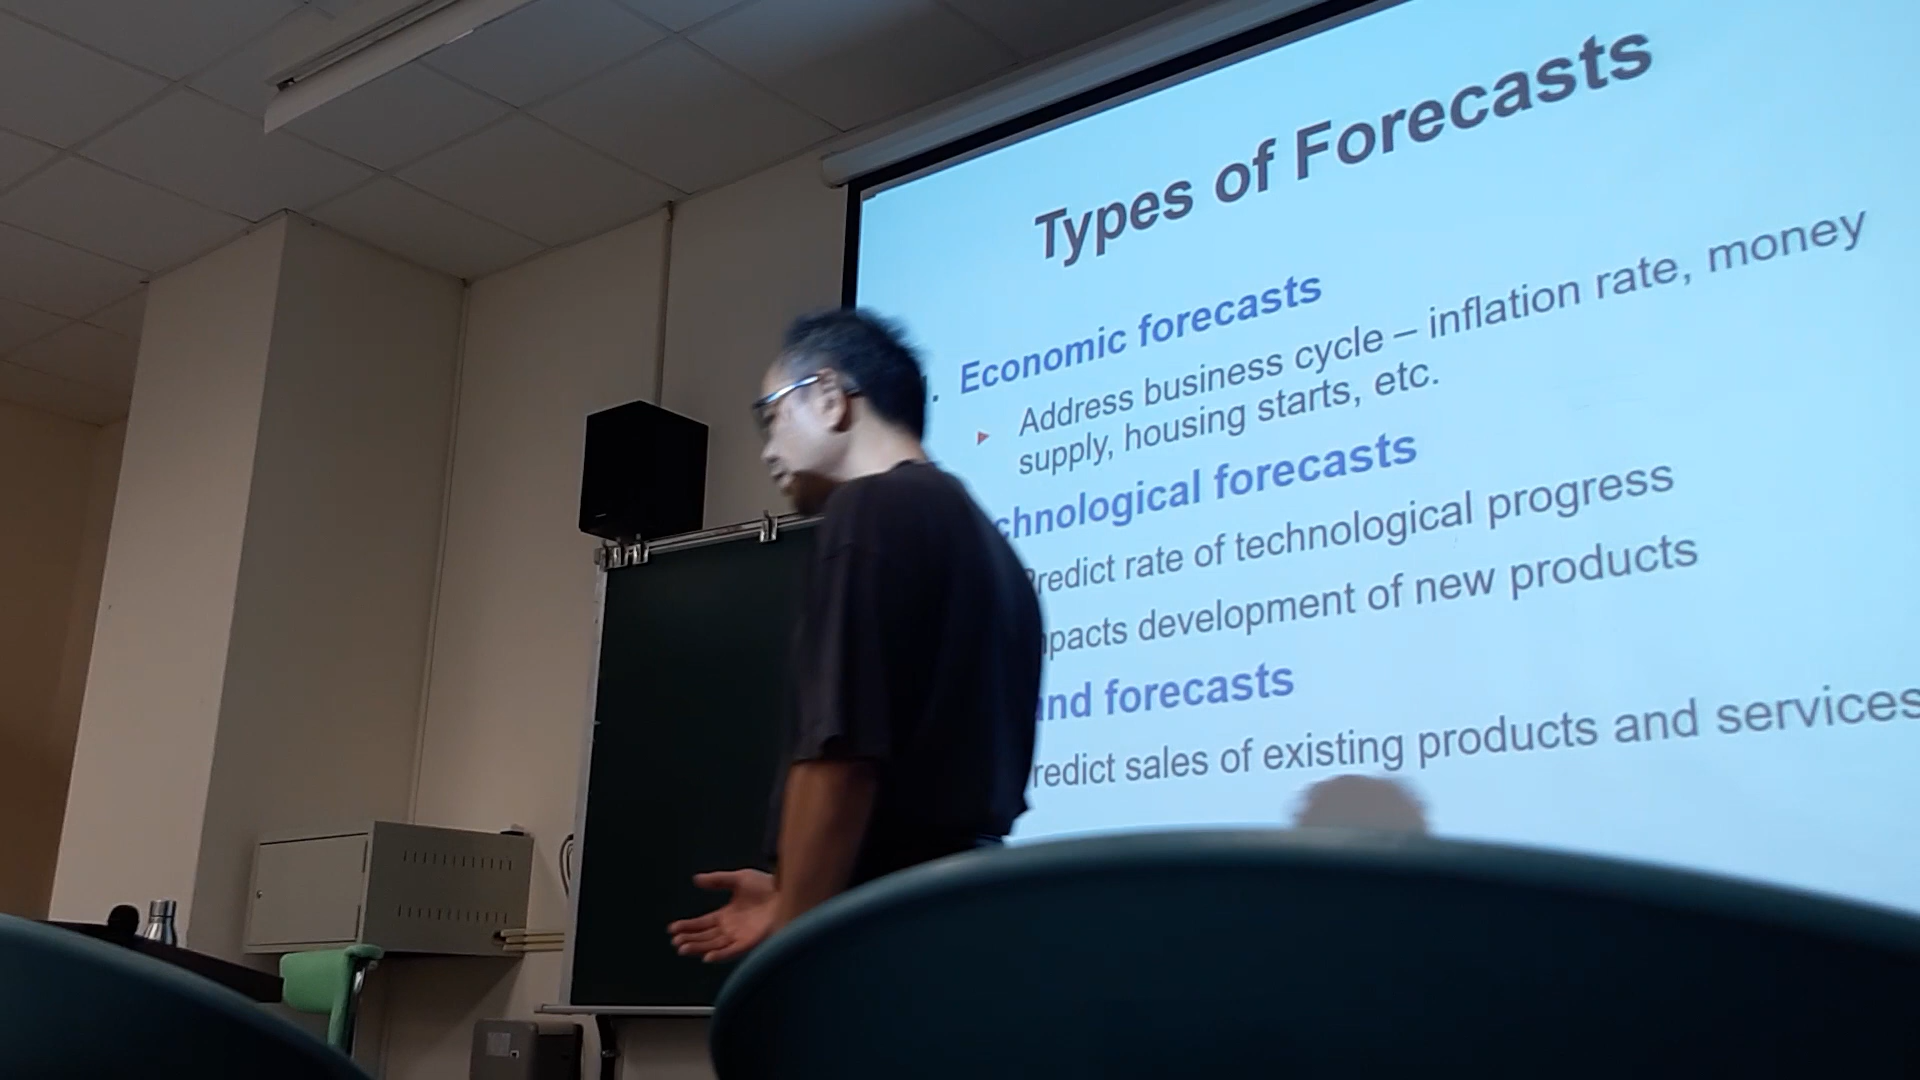 Types of Forecasts
. Economic forecasts
Address business cycle – inflation rate, money
supply, housing starts, etc.
chnological forecasts
redict rate of technological progress
pacts development of new products
and forecasts
redict sales of existing products and services